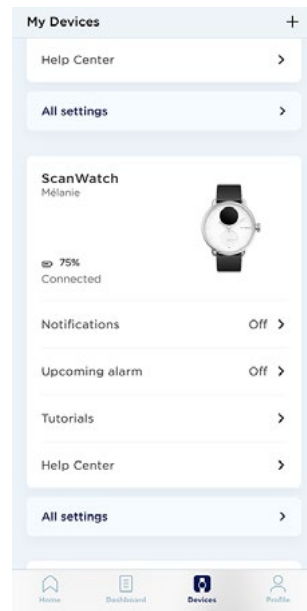 My Devices +
Help Center >
All settings >
ScanWatch
Mélanie
75%
Connected
Notifications Off >
Upcoming alarm Off >
Tutorials >
Help Center >
All settings >
Home Dashboard Devices Profile